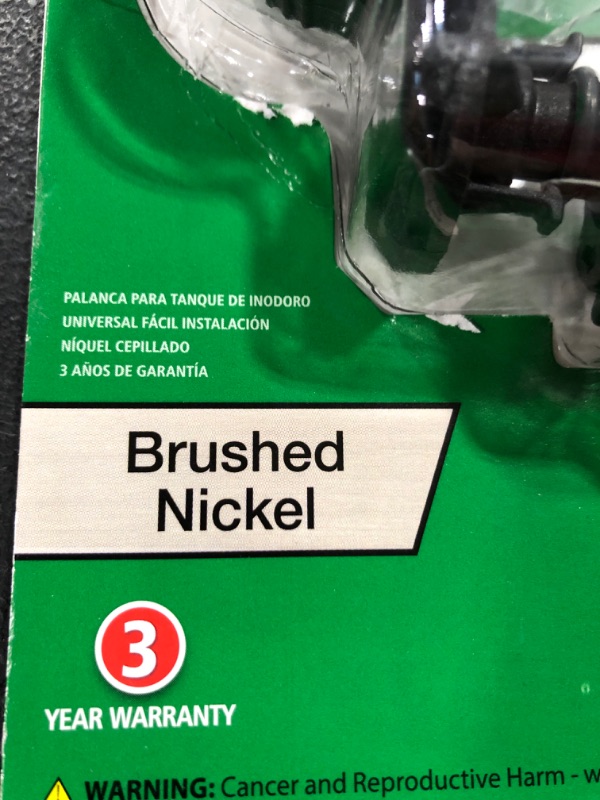 PALANCA PARA TANQUE DE INODORO
UNIVERSAL FÁCIL INSTALACIÓN
NÍQUEL CEPILLADO
3 AÑOS DE GARANTÍA
Brushed
Nickel
3
YEAR WARRANTY
WARNING: Cancer and Reproductive Harm -